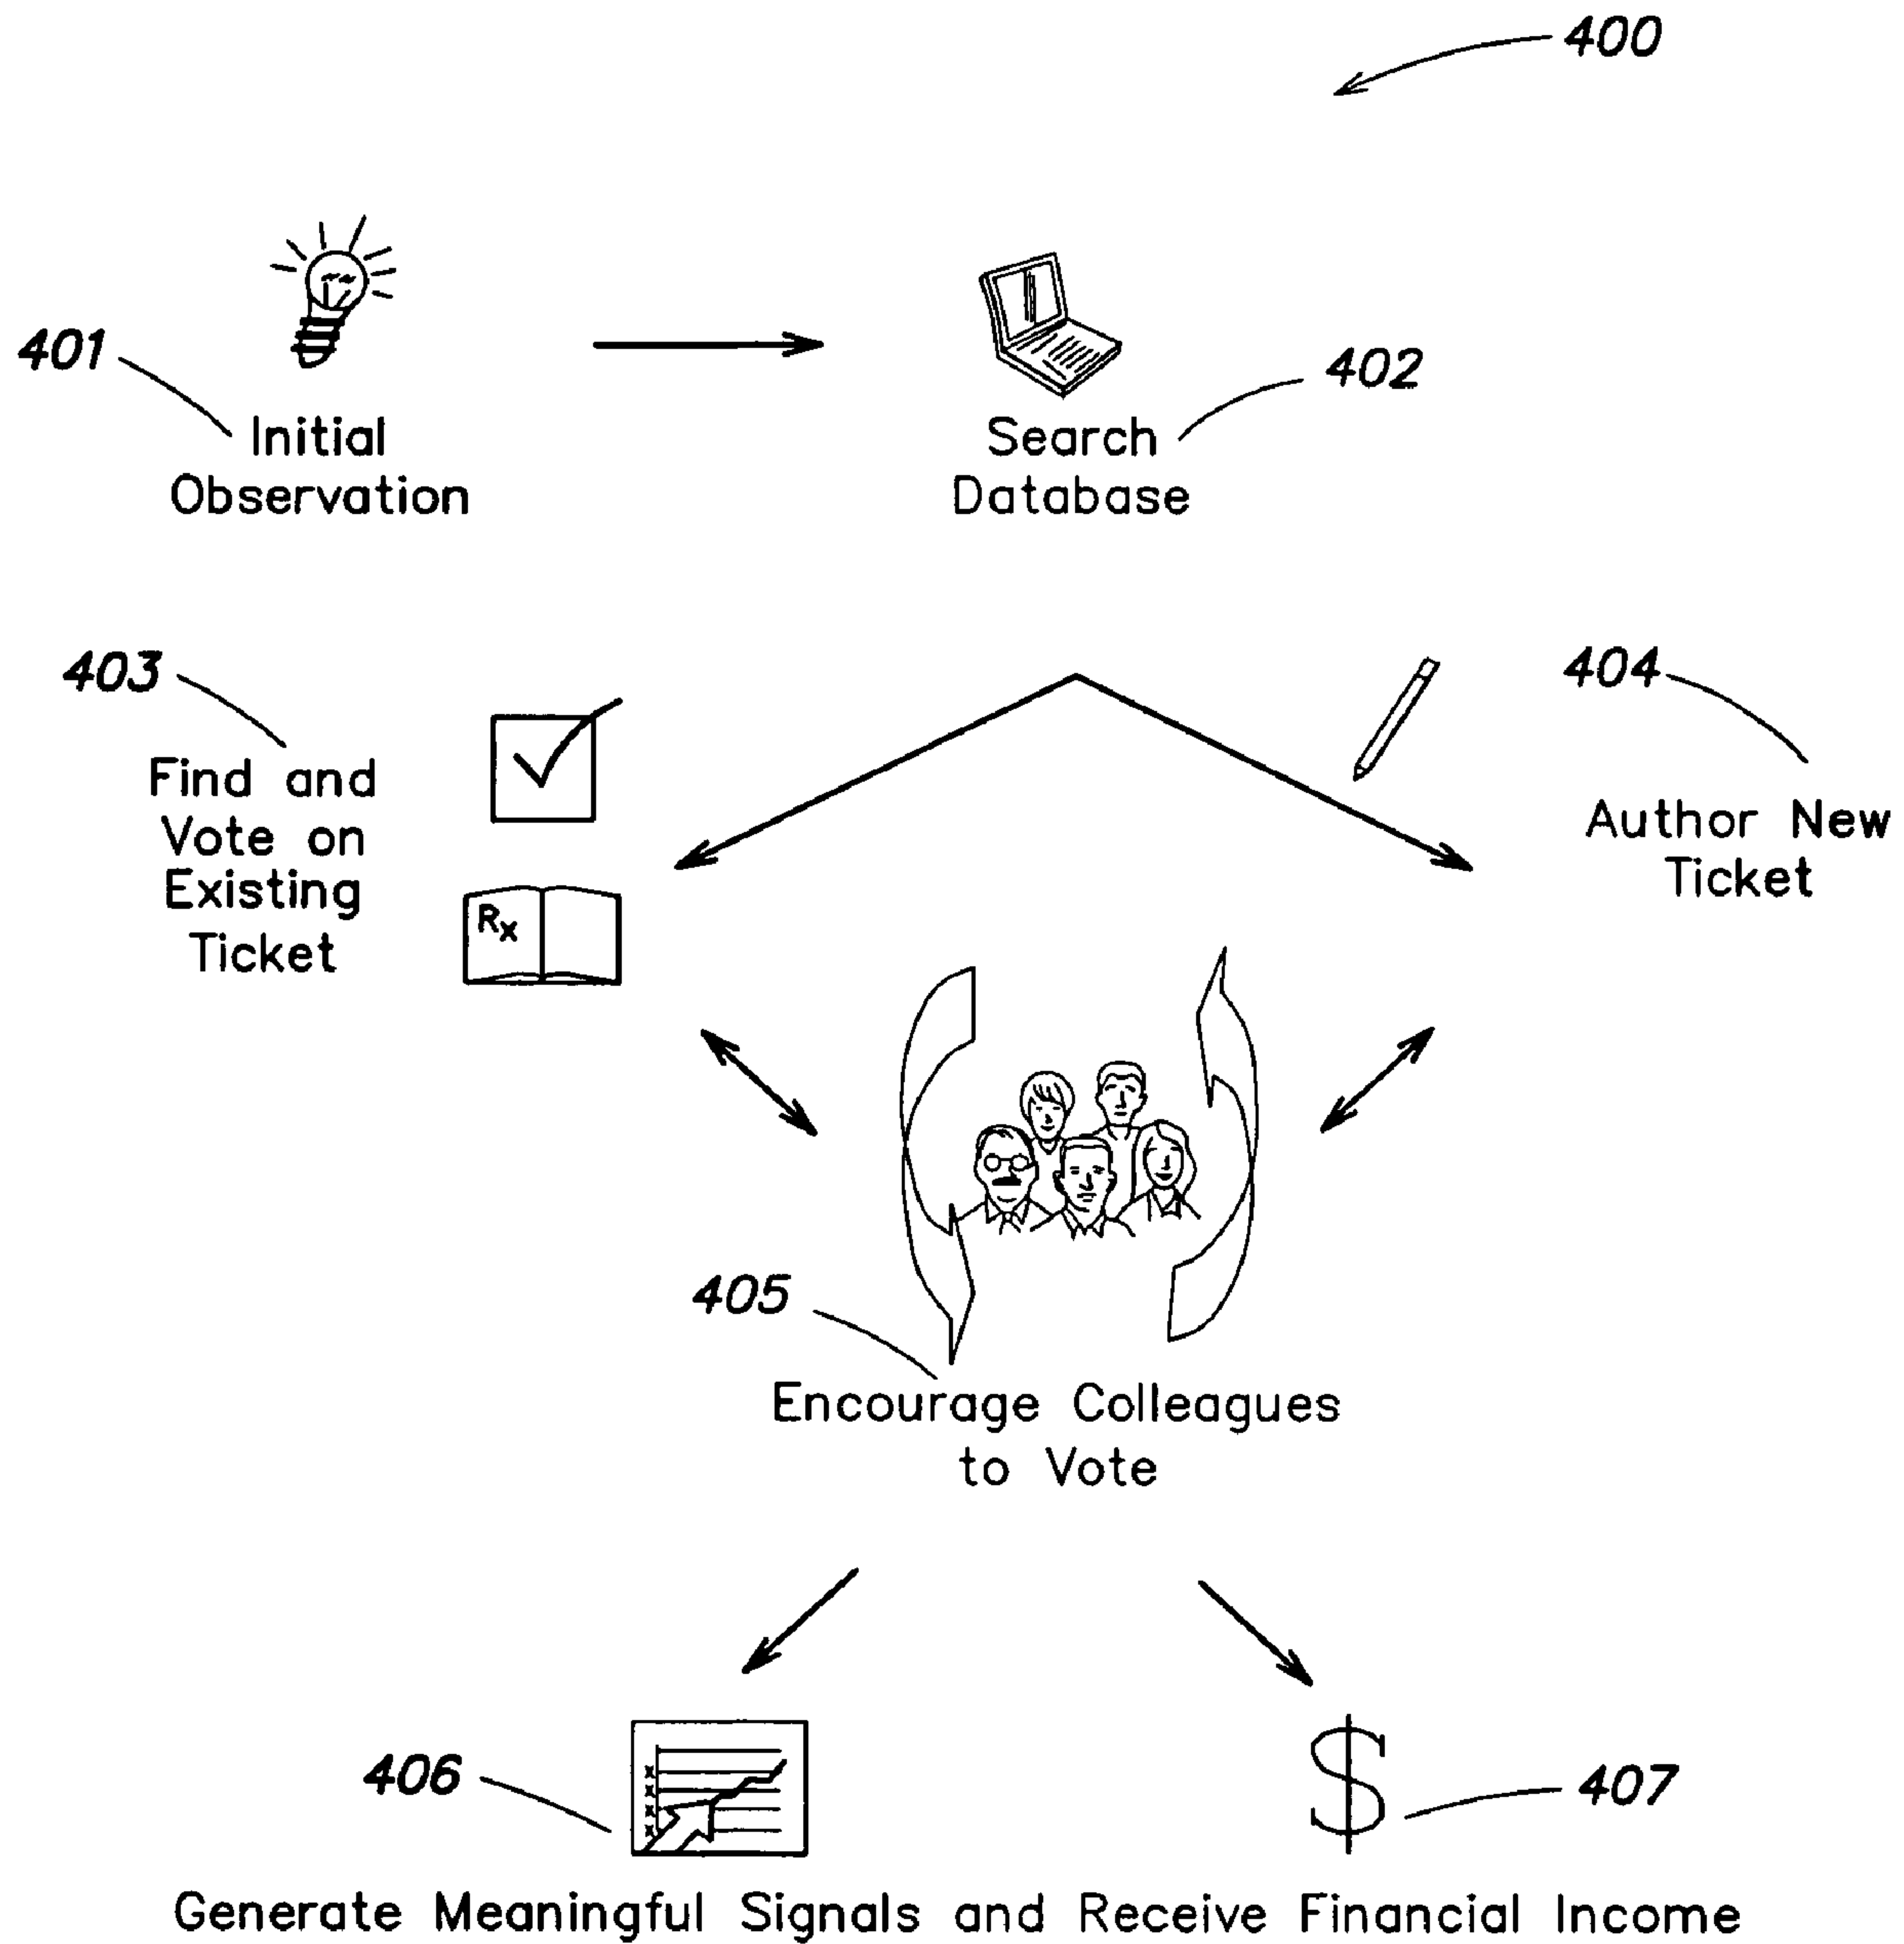 400
401
Initial
Observation
402
Search
Database
403
Find and
Vote on
Existing
Ticket
Rx
404
Author New
Ticket
405
Encourage Colleagues
to Vote
406
x
x
x
x
$
407
Generate Meaningful Signals and Receive Financial Income